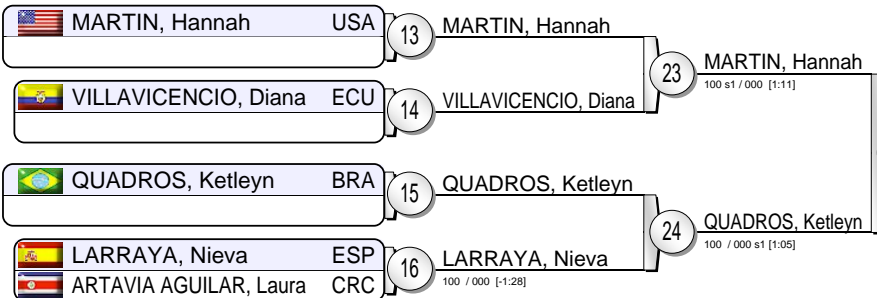 MARTIN, Hannah USA
13
MARTIN, Hannah
23
MARTIN, Hannah
100 s1 / 000 [1:11]
VILLAVICENCIO, Diana ECU
14
VILLAVICENCIO, Diana
QUADROS, Ketleyn BRA
15
QUADROS, Ketleyn
24
QUADROS, Ketleyn
100 / 000 s1 [1:05]
LARRAYA, Nieva ESP
ARTAVIA AGUILAR, Laura CRC
16
LARRAYA, Nieva
100 / 000 [-1:28]